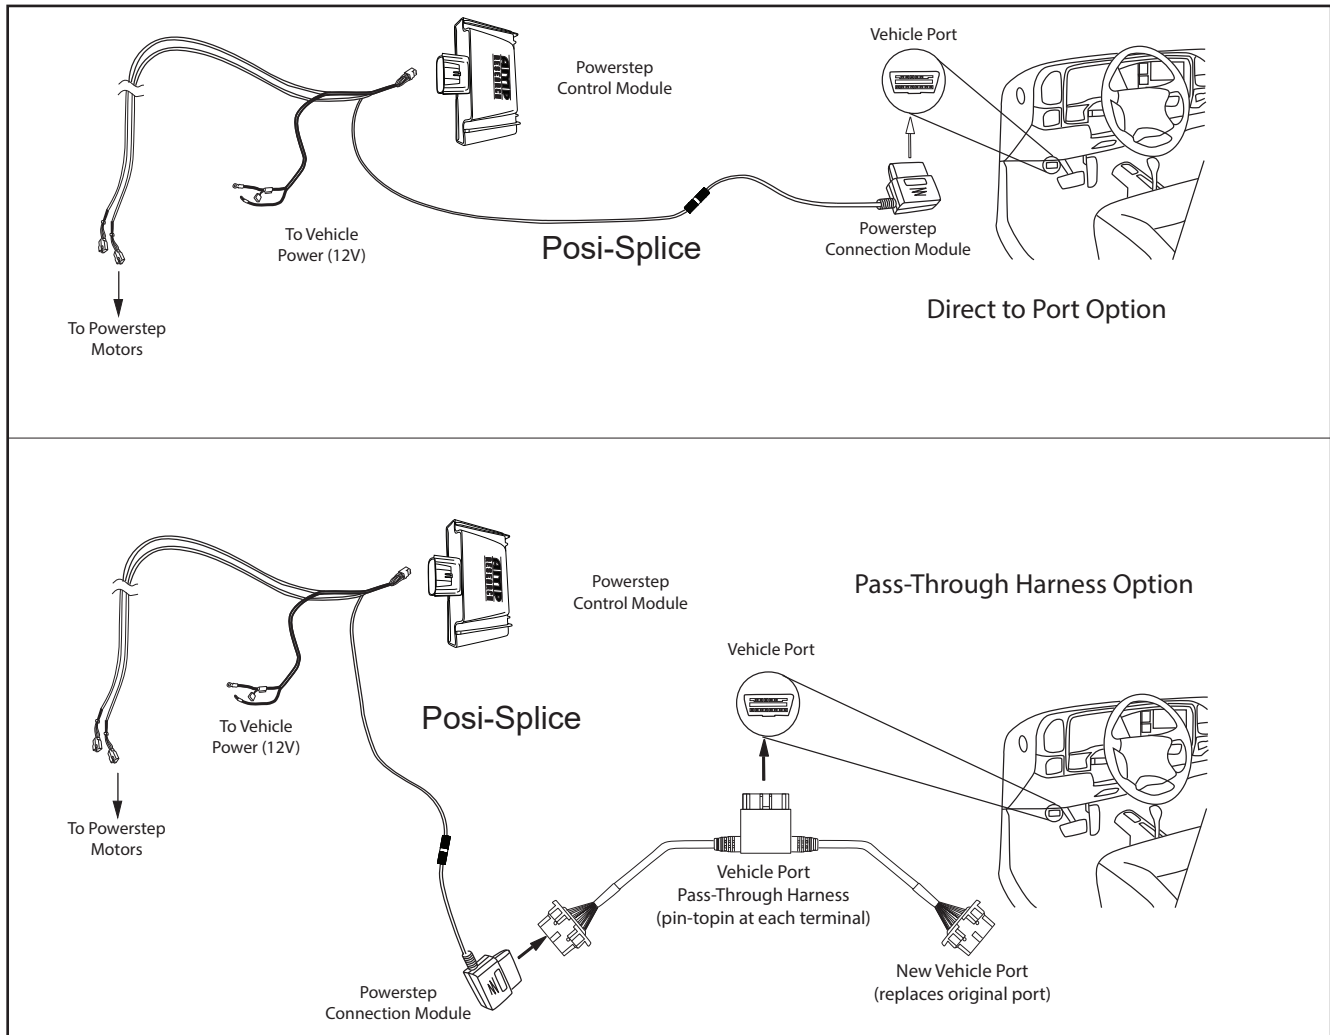 Vehicle Port
Powerstep
Control Module
To Vehicle
Power (12V)
Posi-Splice
Powerstep
Connection Module
Direct to Port Option
To Powerstep
Motors
Powerstep
Control Module
Pass-Through Harness Option
Vehicle Port
Posi-Splice
To Vehicle
Power (12V)
To Powerstep
Motors
Vehicle Port
Pass-Through Harness
(pin-topin at each terminal)
New Vehicle Port
(replaces original port)
Powerstep
Connection Module